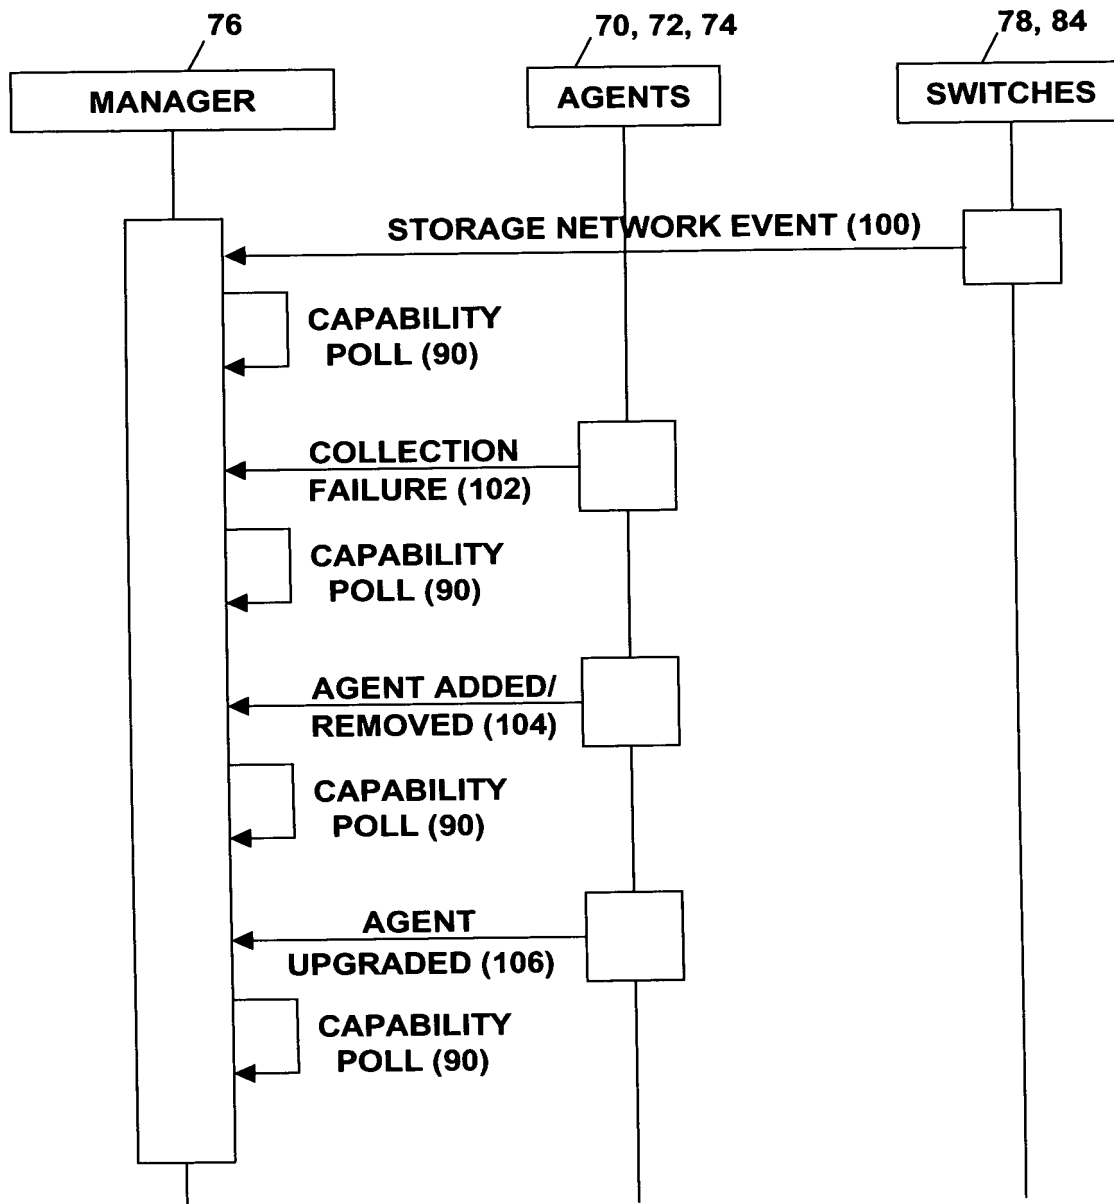 76
70, 72, 74
78, 84
MANAGER
AGENTS
SWITCHES
STORAGE NETWORK EVENT (100)
CAPABILITY
POLL (90)
COLLECTION
FAILURE (102)
CAPABILITY
POLL (90)
AGENT ADDED/
REMOVED (104)
CAPABILITY
POLL (90)
AGENT
UPGRADED (106)
CAPABILITY
POLL (90)